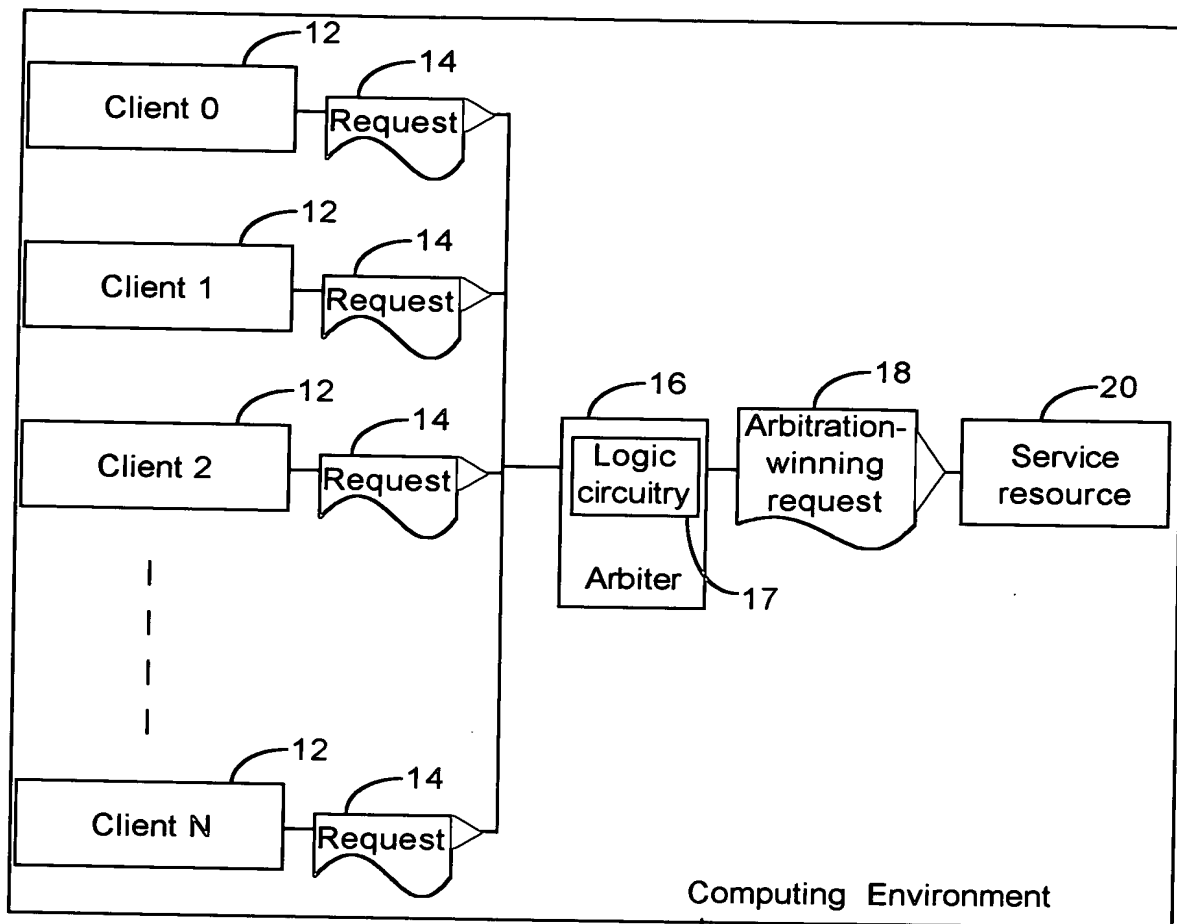 12
Client 0
14
Request
12
Client 1
14
Request
12
Client 2
14
Request
16
Logic
circuitry
Arbiter
17
18
Arbitration-
winning
request
20
Service
resource
12
Client N
14
Request
Computing Environment